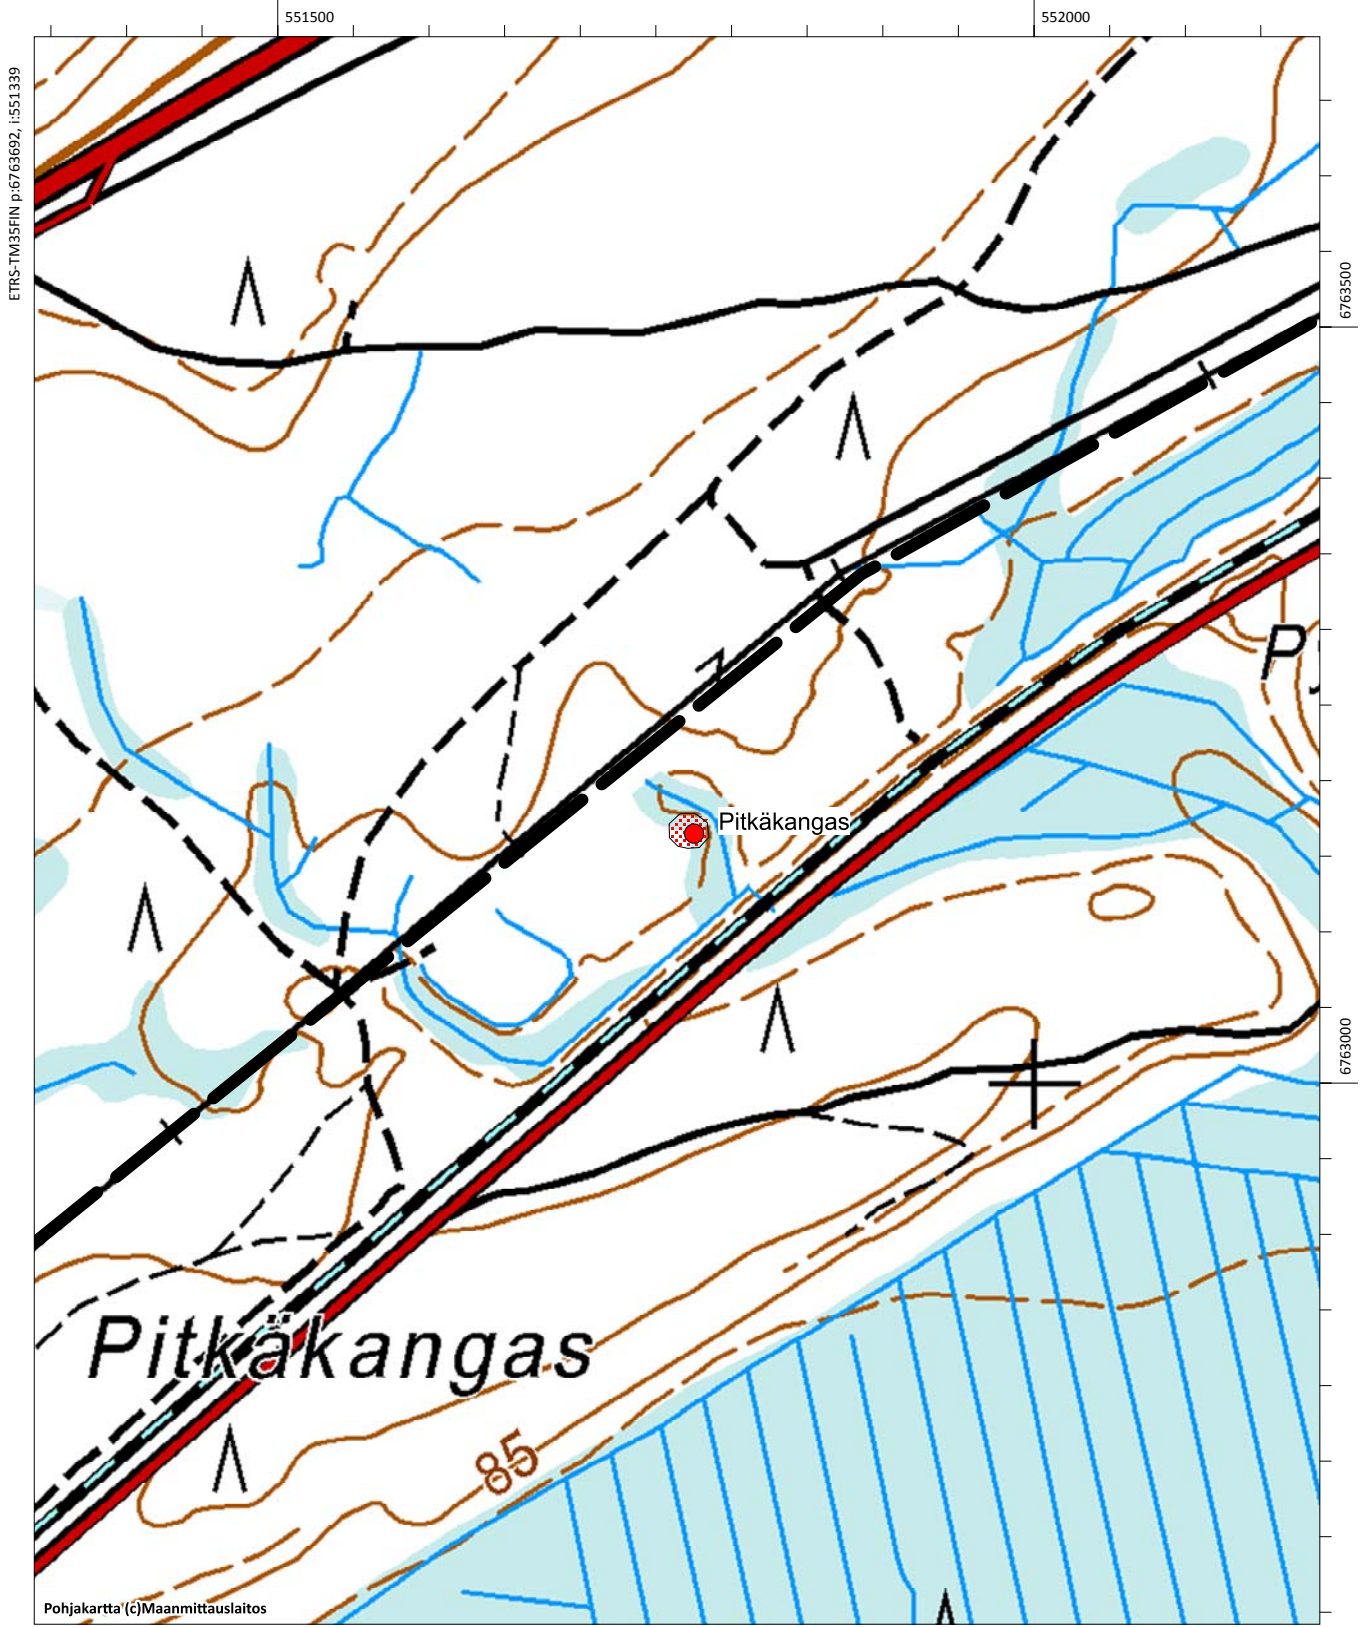 551500
552000
ETRS-TM35FIN p:6763692, i:551339
6763500
P
Pitkäkangas
6763000
Pitkäkangas
85
Pohjakartta (c)Maanmittauslaitos